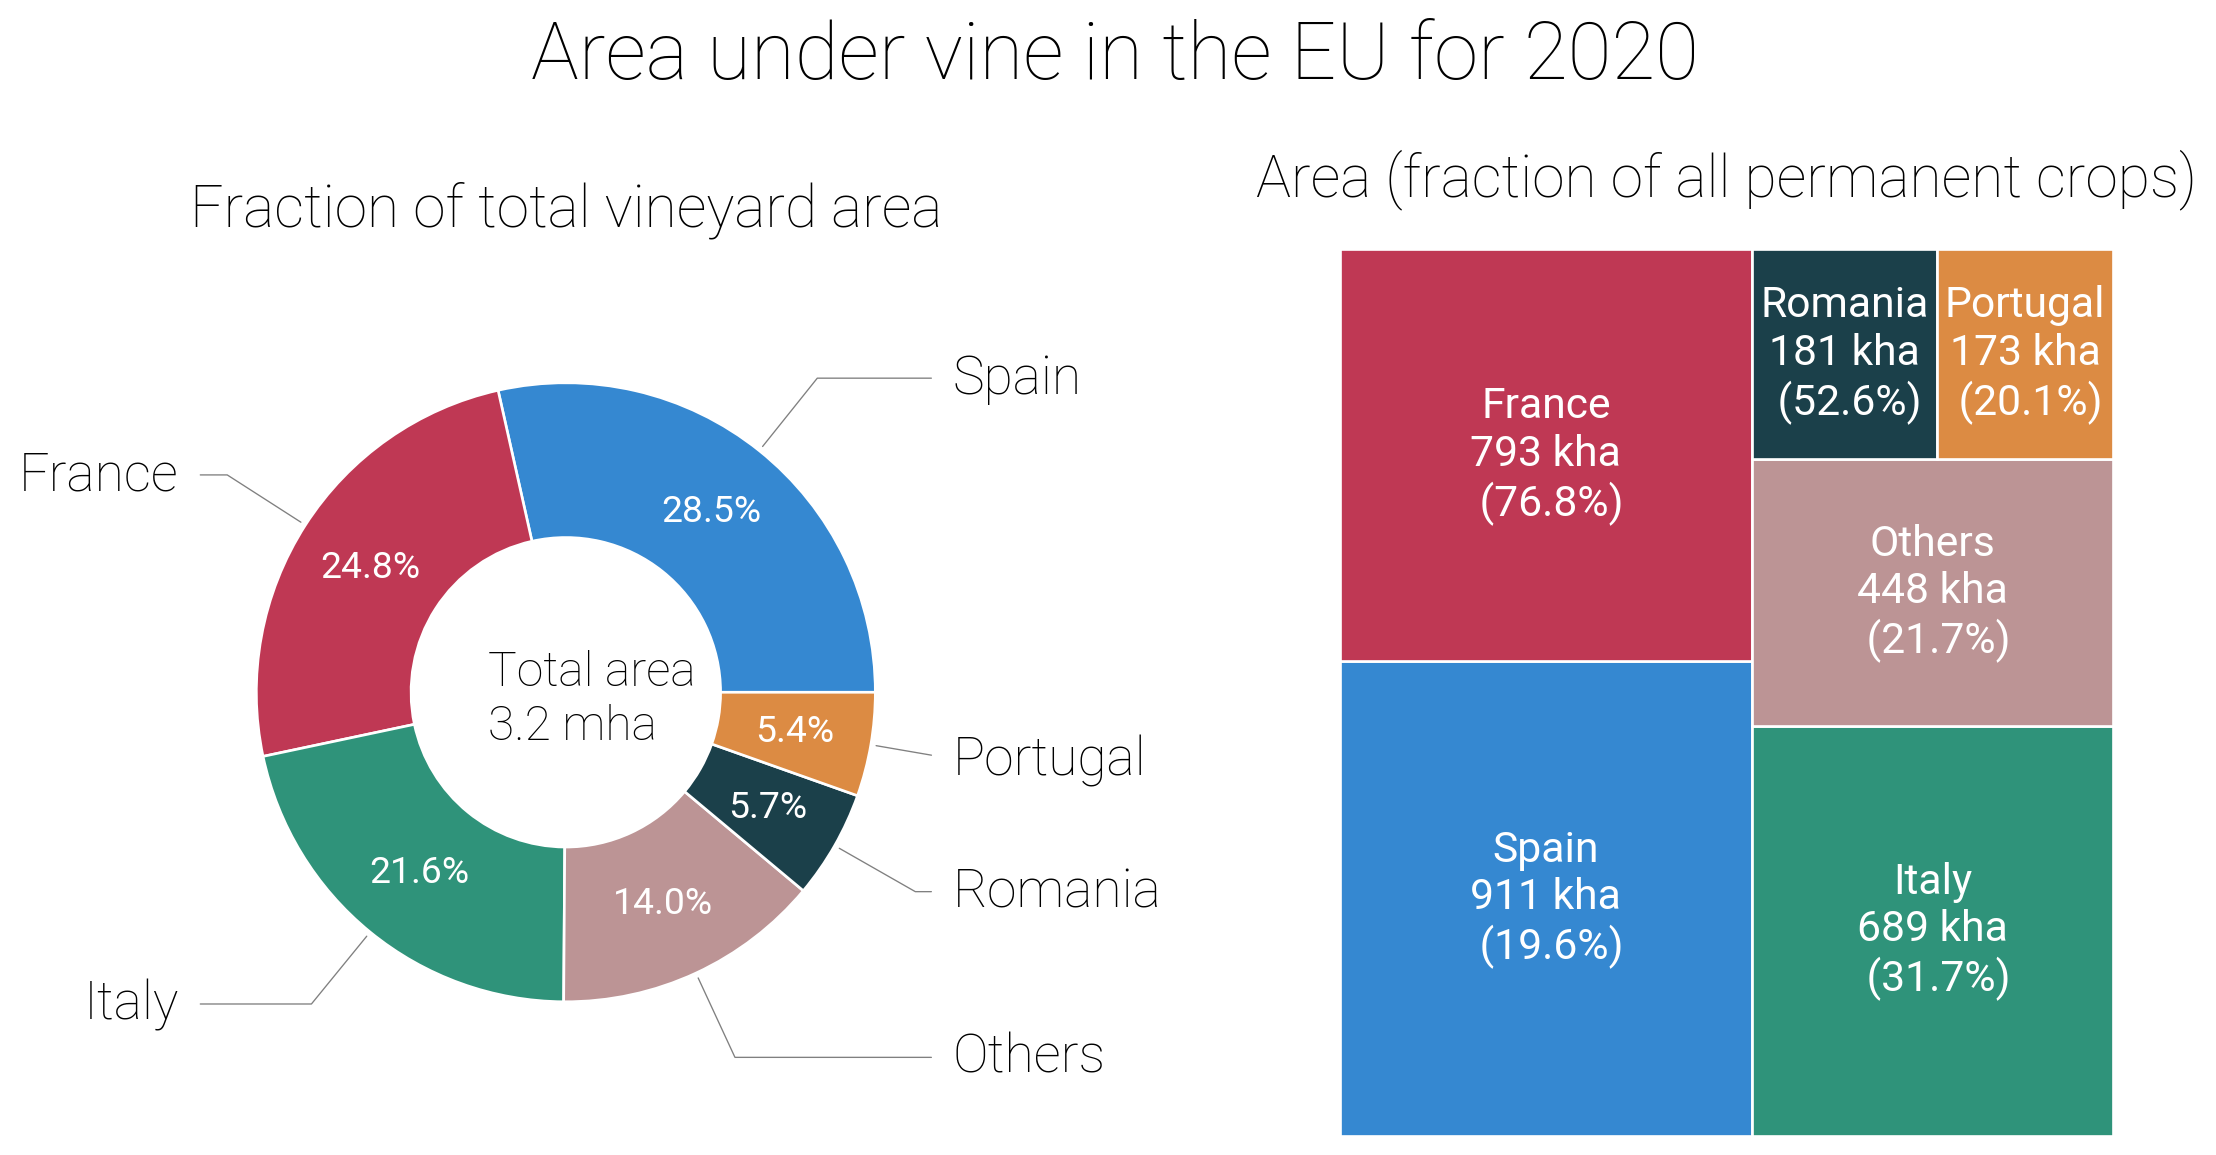 Area under vine in the EU for 2020
Fraction of total vineyard area
Spain
France
28.5%
24.8%
Total area
3.2 mha
5.4%
Portugal
5.7%
21.6%
14.0%
Romania
Italy
Others
Area (fraction of all permanent crops)
France
793 kha
(76.8%)
Romania
181 kha
(52.6%)
Portugal
173 kha
(20.1%)
Others
448 kha
(21.7%)
Spain
911 kha
(19.6%)
Italy
689 kha
(31.7%)